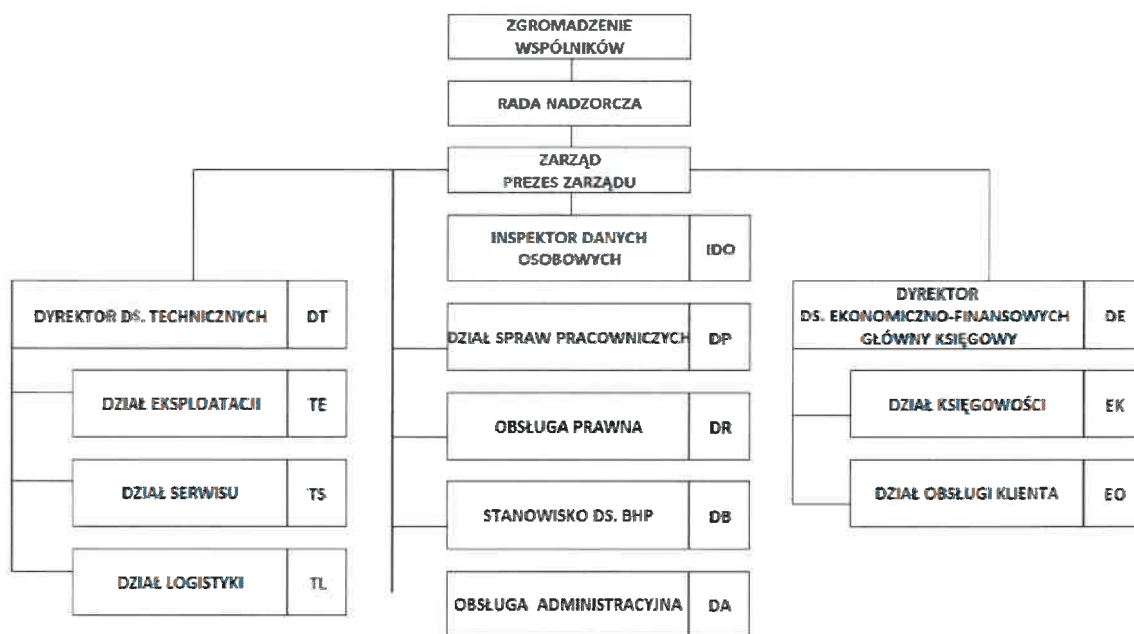 ZGROMADZENIE
WSPÓLNIKÓW
RADA NADZORCZA
ZARZĄD
PREZES ZARZĄDU
INSPEKTOR DANYCH
OSOBOWYCH
IDO
DYREKTOR DS. TECHNICZNYCH
DT
DZIAŁ EKSPLOATACJI
TE
DZIAŁ SERWISU
TS
DZIAŁ LOGISTYKI
TL
DZIAŁ SPRAW PRACOWNICZYCH
DP
OBSŁUGA PRAWNA
DR
STANOWISKO DS. BHP
DB
OBSŁUGA ADMINISTRACYJNA
DA
DYREKTOR
DS. EKONOMICZNO-FINANSOWYCH
GŁÓWNY KSIĘGOWY
DE
DZIAŁ KSIĘGOWOŚCI
EK
DZIAŁ OBSŁUGI KLIENTA
EO